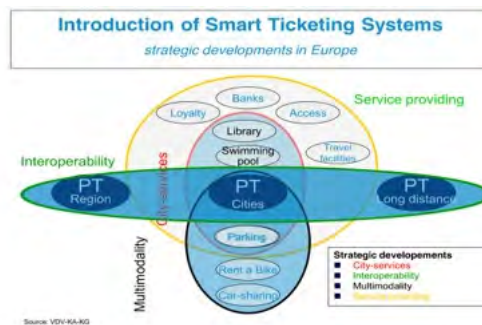 Introduction of Smart Ticketing Systems
strategic developments in Europe
Banks
Service providing
Loyalty
Access
Library
Travel
facilities
Swimming
pool
Interoperability
City-services
PT
Region
PT
Cities
PT
Long distance
Multimodality
Parking
Rent a Bike
Car-sharing
Strategic developements
City-services
Interoperability
Multimodality
Source: VDV-KA-KG